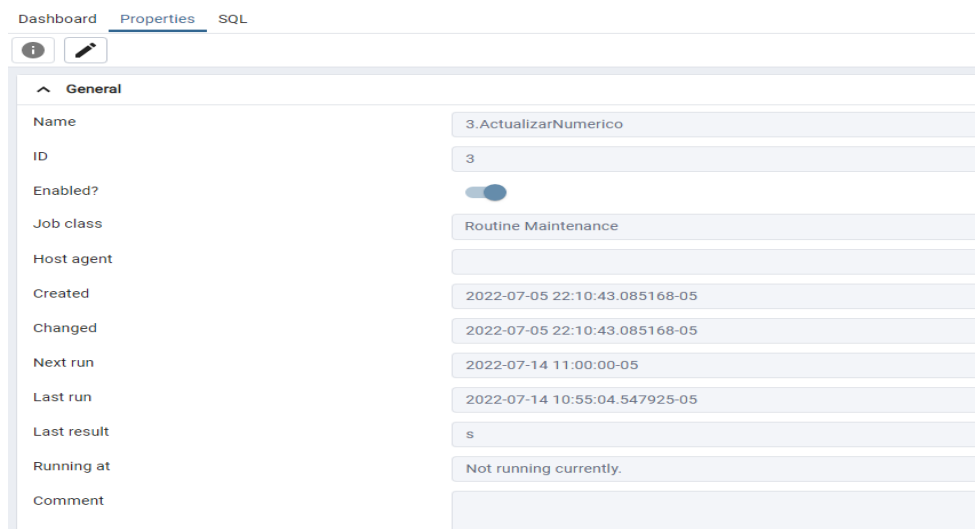 Dashboard Properties SQL
General
Name 3.ActualizarNumerico
ID 3
Enabled?
Job class Routine Maintenance
Host agent
Created 2022-07-05 22:10:43.085168-05
Changed 2022-07-05 22:10:43.085168-05
Next run 2022-07-14 11:00:00-05
Last run 2022-07-14 10:55:04.547925-05
Last result s
Running at Not running currently.
Comment